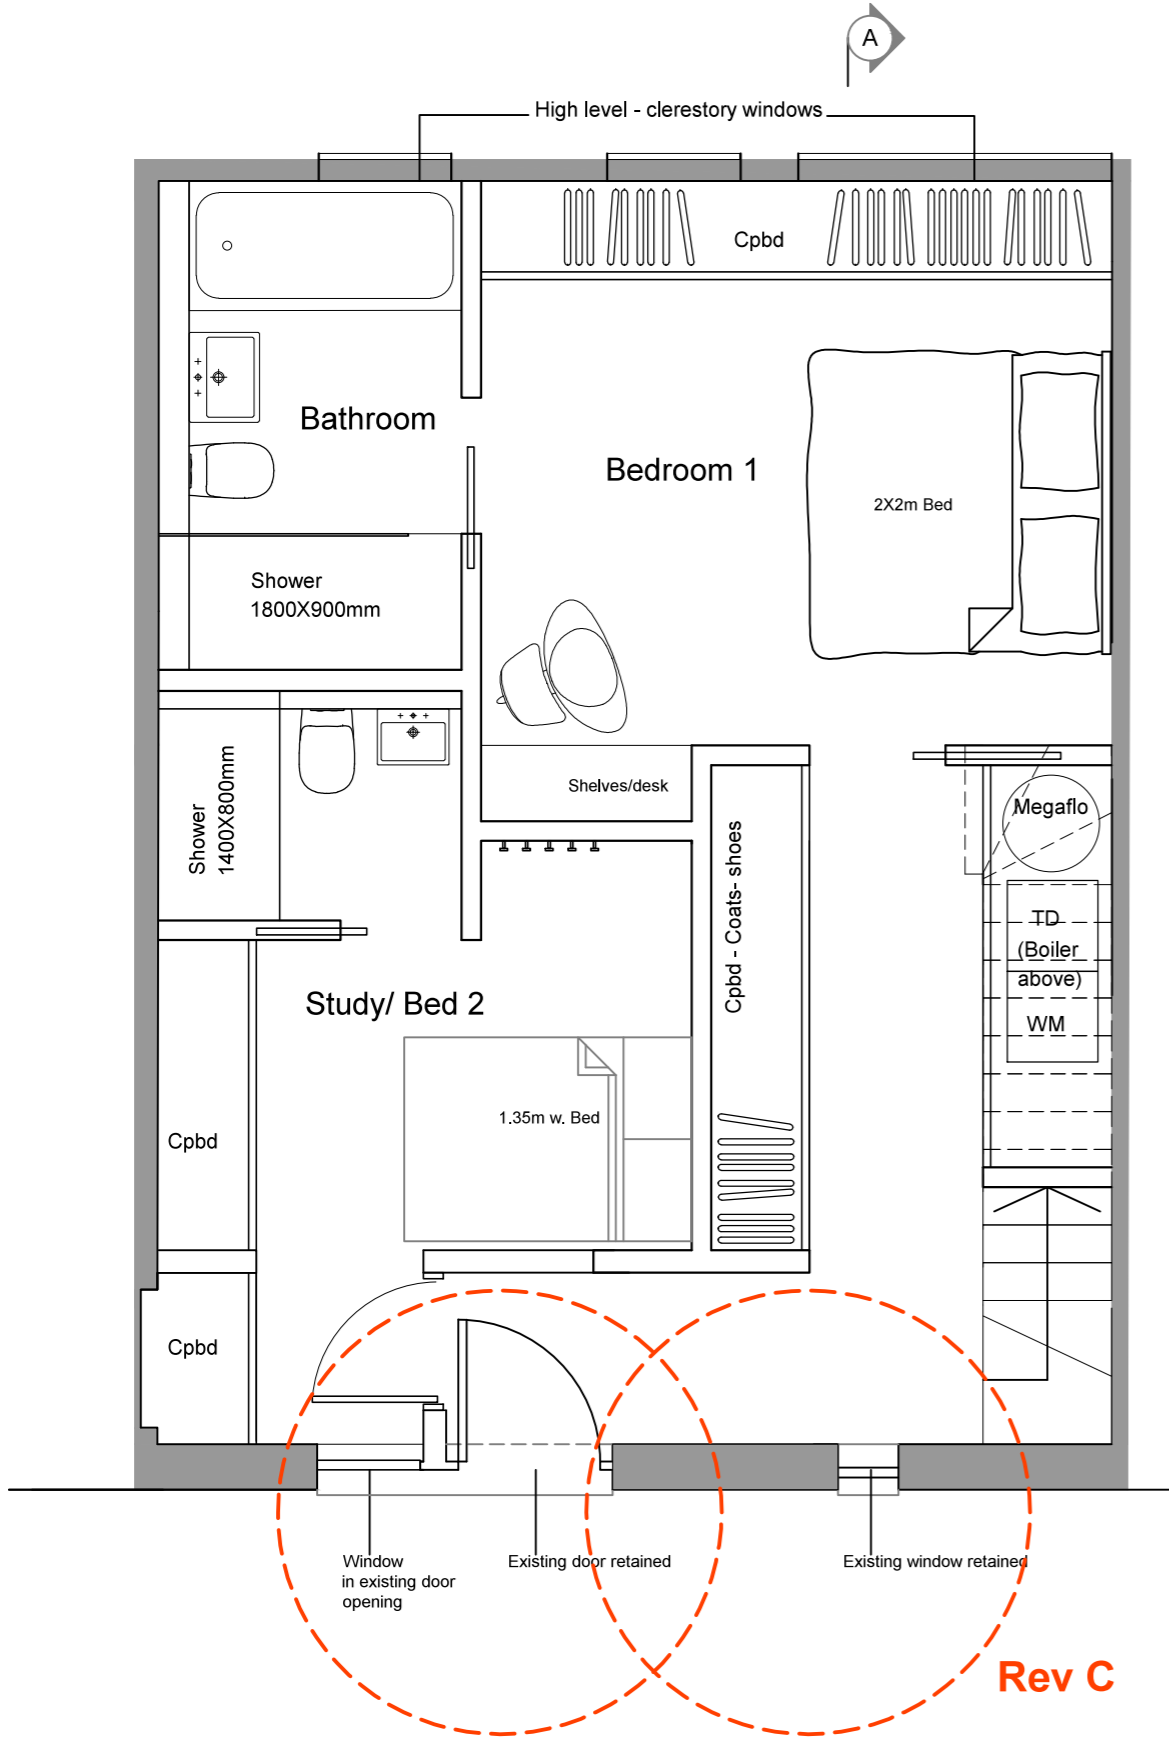 A
High level - clerestory windows
Cpbd
Bathroom
Bedroom 1
2X2m Bed
Shower
1800X900mm
Shower
1400X800mm
Shelves/desk
Megaflo
Cpbd - Coats- shoes
TD
(Boiler
above)
WM
Study/ Bed 2
1.35m w. Bed
Cpbd
Cpbd
Window
in existing door
opening
Existing door retained
Existing window retained
Rev C